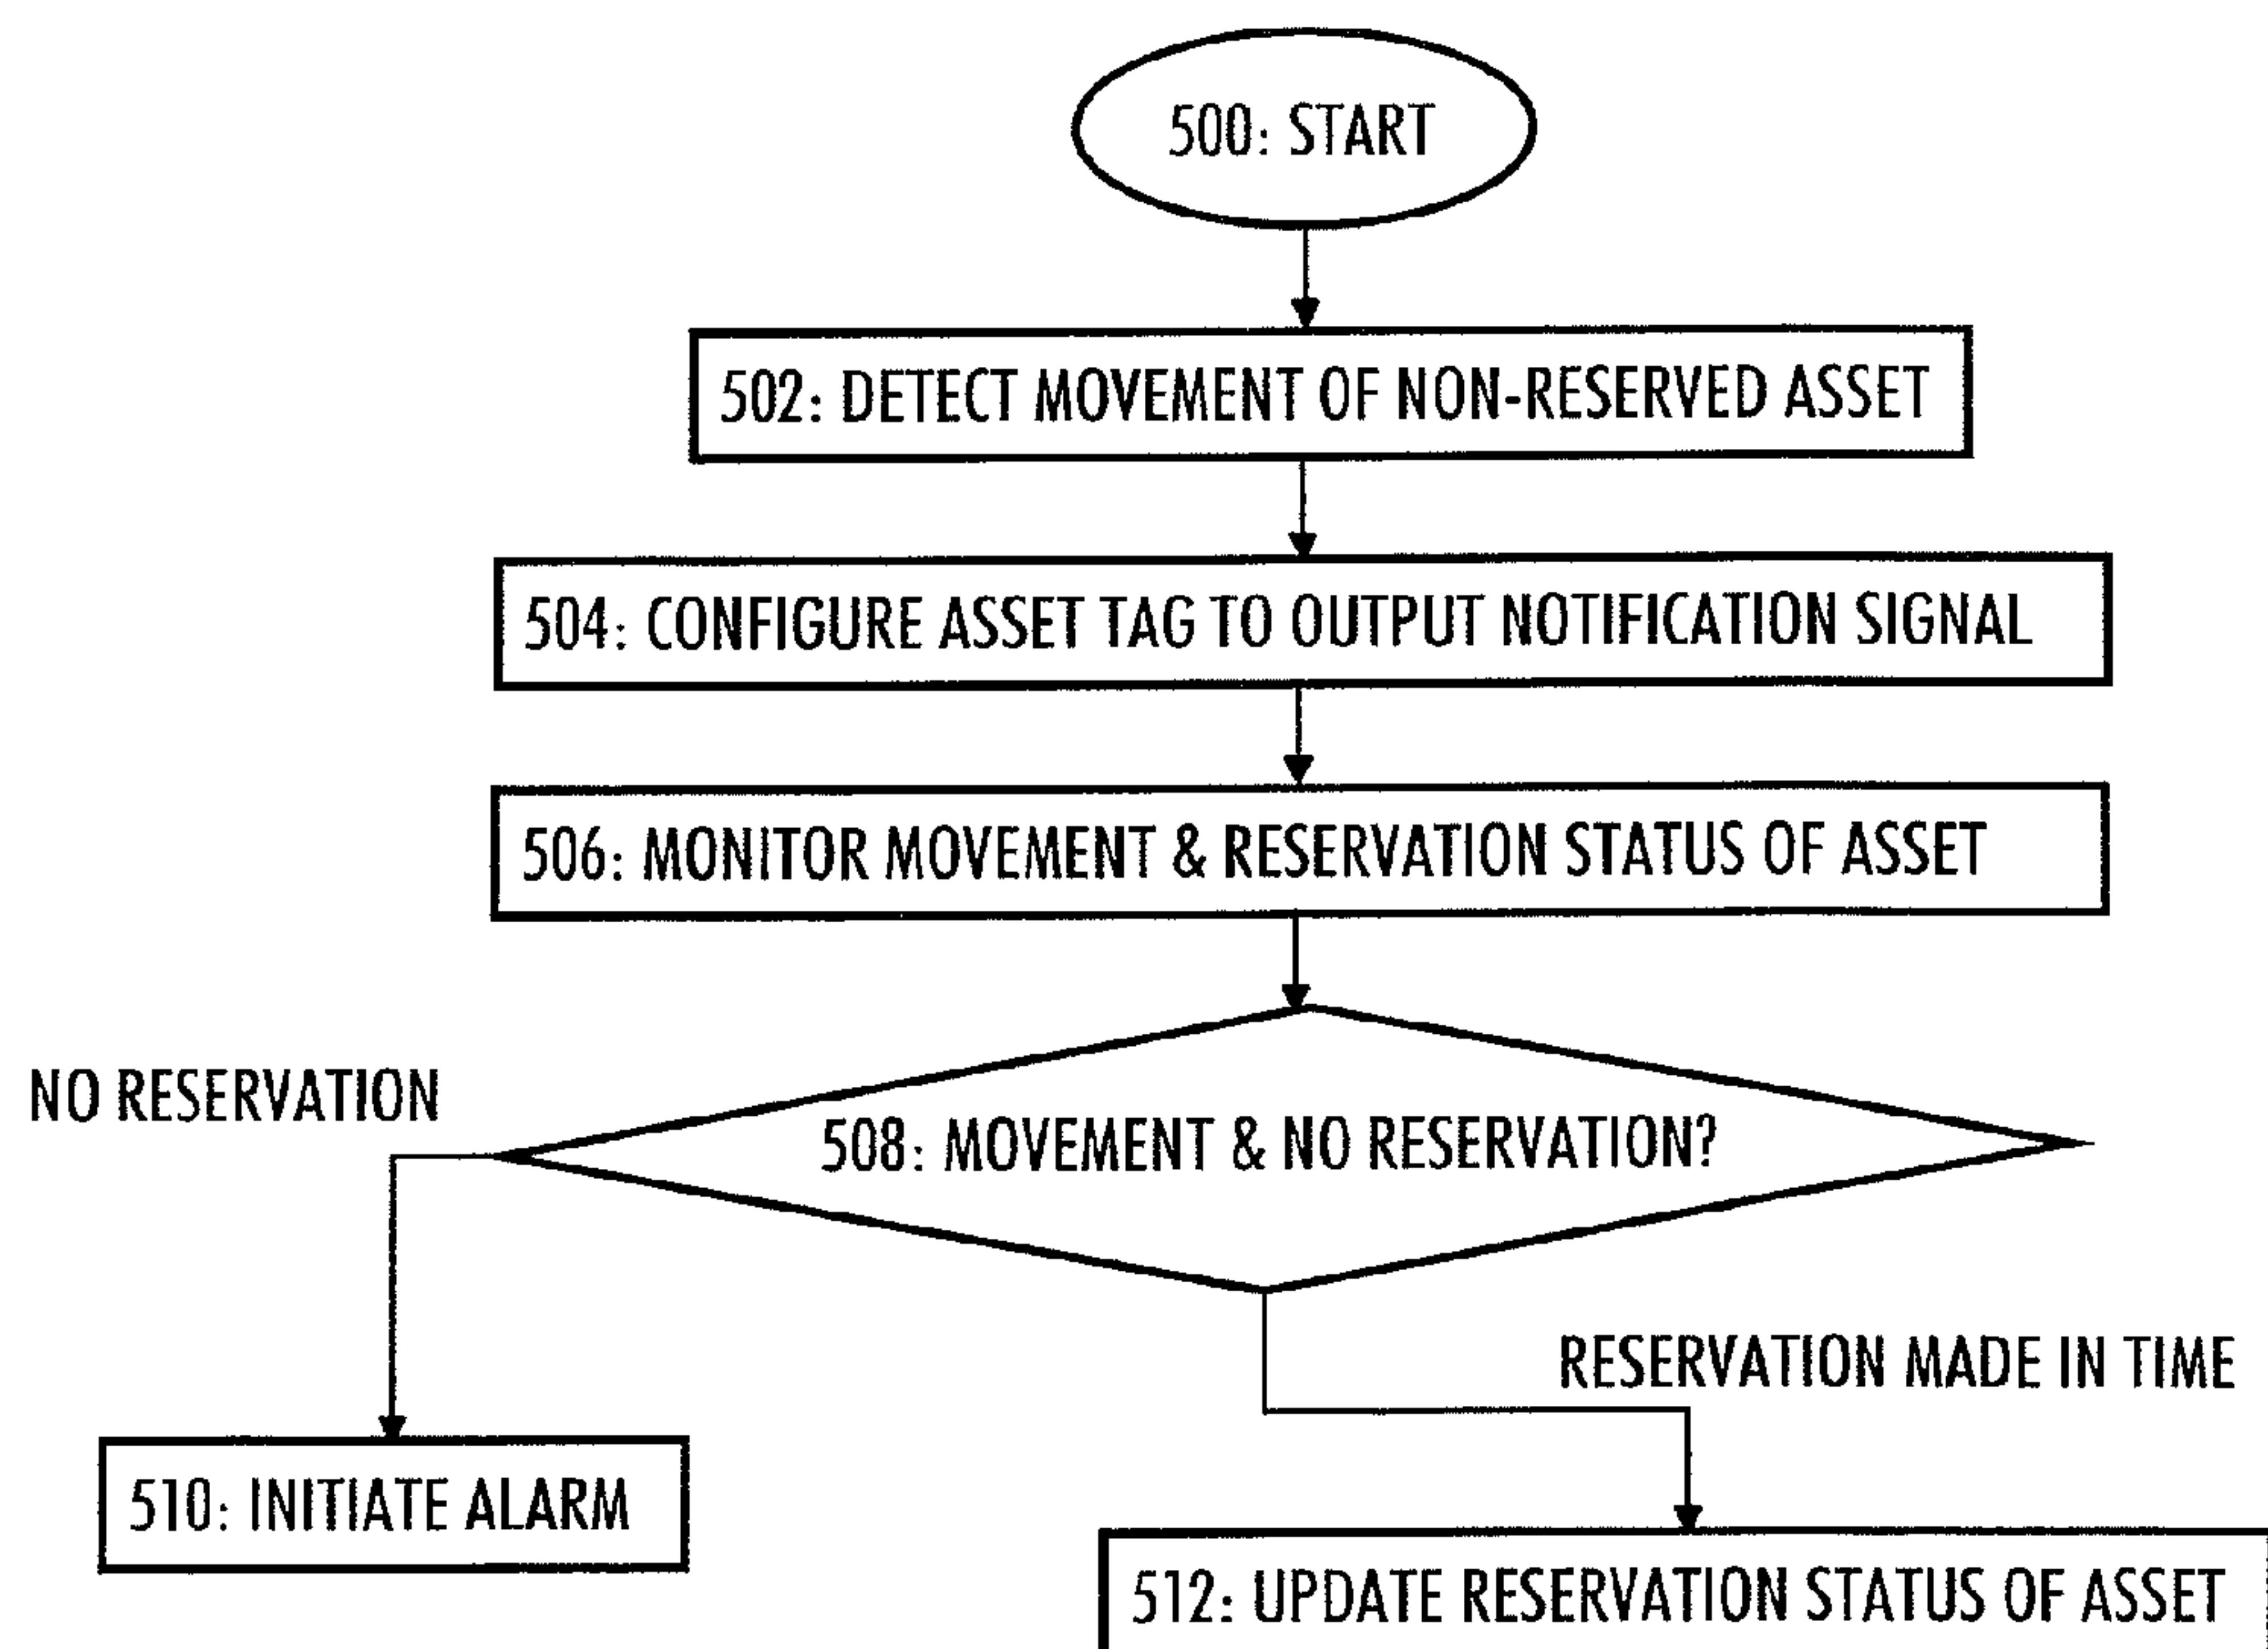 500: START
502: DETECT MOVEMENT OF NON-RESERVED ASSET
504: CONFIGURE ASSET TAG TO OUTPUT NOTIFICATION SIGNAL
506: MONITOR MOVEMENT & RESERVATION STATUS OF ASSET
NO RESERVATION
508: MOVEMENT & NO RESERVATION?
RESERVATION MADE IN TIME
510: INITIATE ALARM
512: UPDATE RESERVATION STATUS OF ASSET